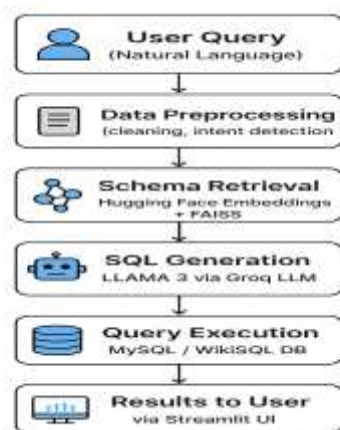 User Query
(Natural Language)
Data Preprocessing
(cleaning, intent detection
Schema Retrieval
Hugging Face Embeddings
+ FAISS
SQL Generation
LLAMA 3 via Groq LLM
Query Execution
MySQL / WikiSQL DB
Results to User
via Streamlit UI